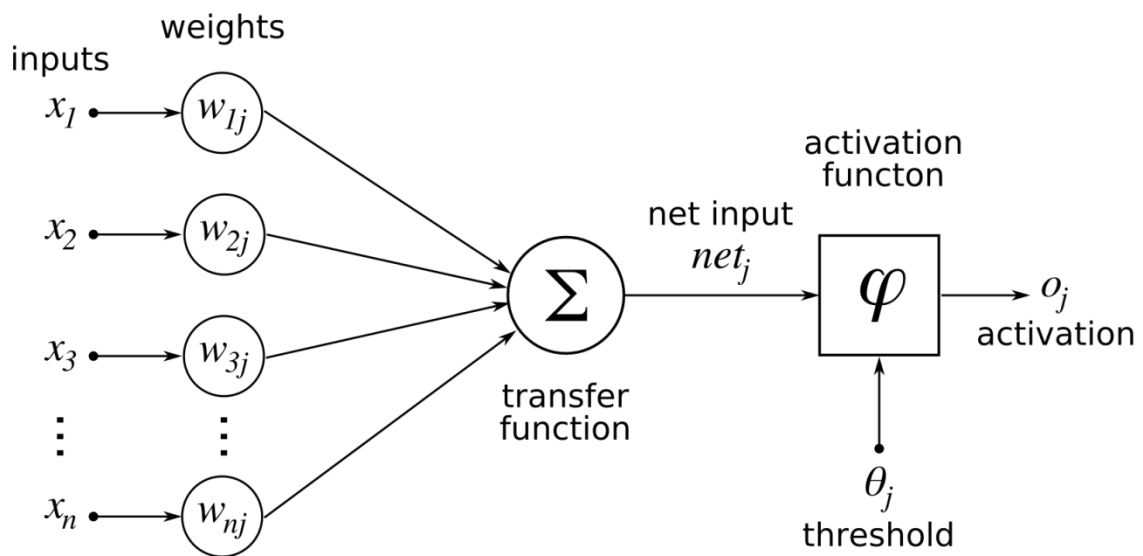 weights
inputs
x1
w1j
x2
w2j
x3
w3j
⋮ ⋮
xn
wnj
Σ
transfer
function
net input
netj
activation
functon
φ
oj
activation
θj
threshold